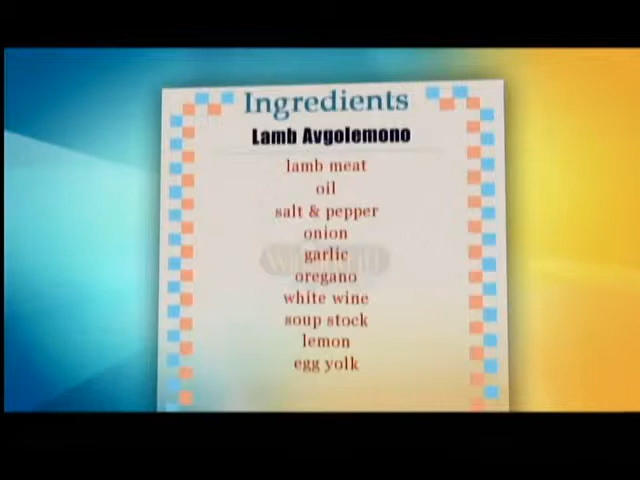 Ingredients
Lamb Avgolemono
lamb meat
oil
salt & pepper
onion
garlic
oregano
white wine
soup stock
lemon
egg yolk